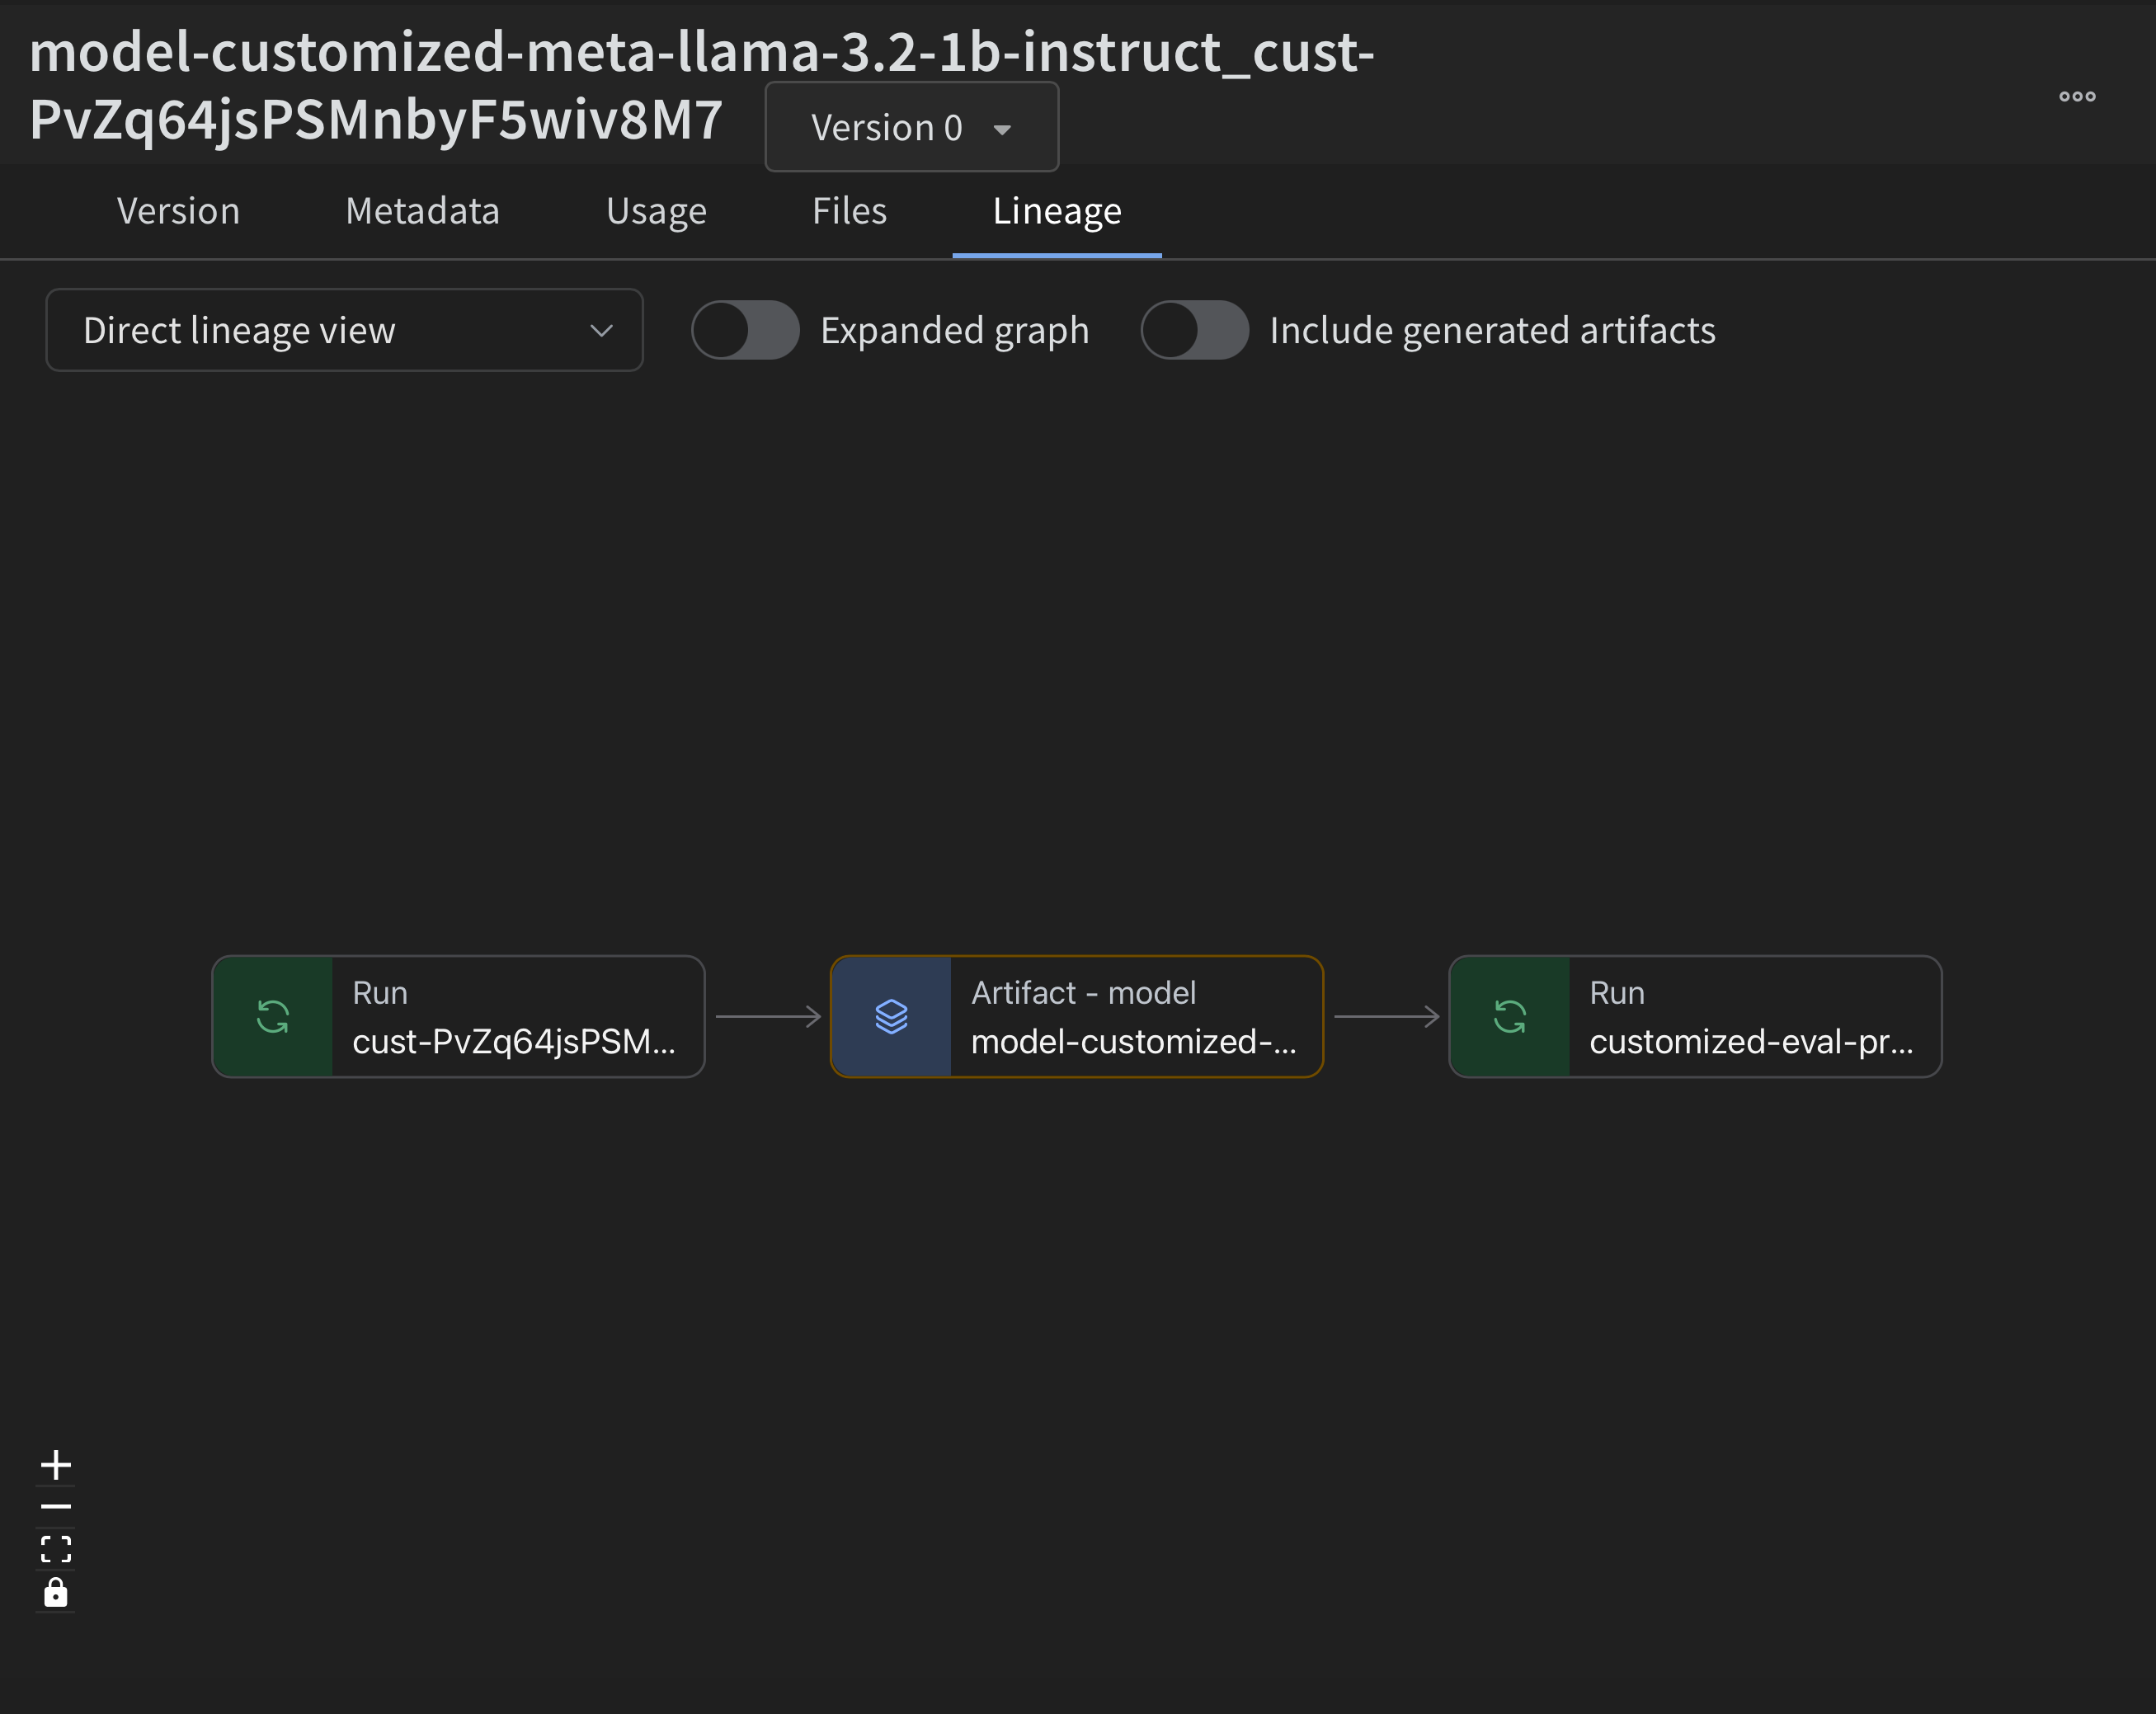 model-customized-meta-llama-3.2-1b-instruct_cust-
PvZq64jsPSMnbyF5wiv8M7
Version 0
Version Metadata Usage Files Lineage
Direct lineage view Expanded graph Include generated artifacts
Run
cust-PvZq64jsPSM...
Artifact - model
model-customized-...
Run
customized-eval-pr...